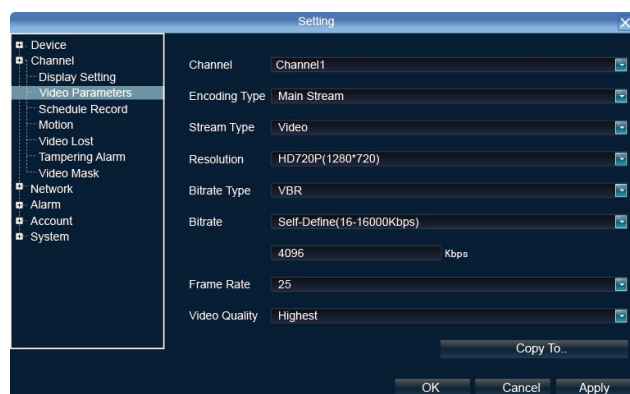 Setting
Device
Channel
Display Setting
Video Parameters
Schedule Record
Motion
Video Lost
Tampering Alarm
Video Mask
Network
Alarm
Account
System
Channel Channel1
Encoding Type Main Stream
Stream Type Video
Resolution HD720P(1280*720)
Bitrate Type VBR
Bitrate Self-Define(16-16000Kbps)
4096 Kbps
Frame Rate 25
Video Quality Highest
Copy To..
OK Cancel Apply